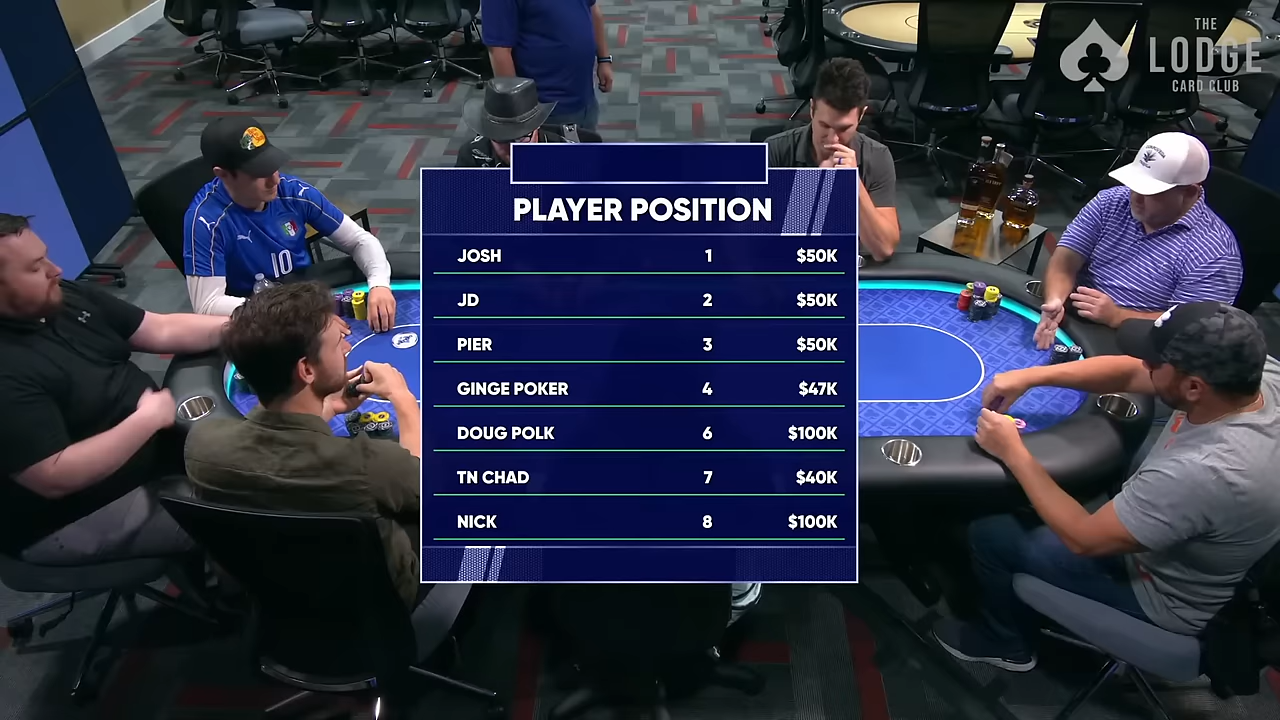 THE
LODGE
CARD CLUB
PLAYER POSITION
JOSH 1 $50K
JD 2 $50K
PIER 3 $50K
GINGE POKER 4 $47K
DOUG POLK 6 $100K
TN CHAD 7 $40K
NICK 8 $100K
10